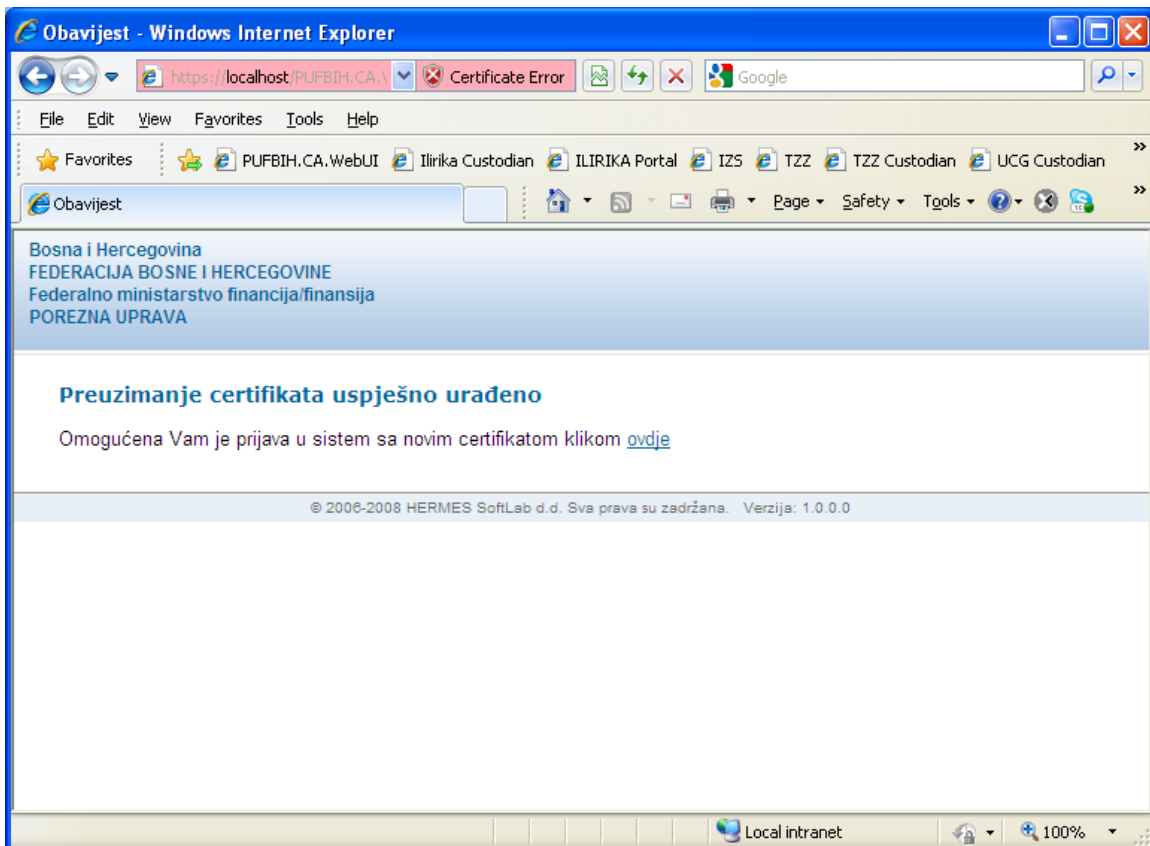 Obavijest - Windows Internet Explorer
https://localhost/PUFBIH.CA.\ Certificate Error Google
File Edit View Favorites Tools Help
Favorites PUFBIH.CA.WebUI Ilirika Custodian ILIRIKA Portal IZS TZZ TZZ Custodian UCG Custodian »
Obavijest Page Safety Tools »
Bosna i Hercegovina
FEDERACIJA BOSNE I HERCEGOVINE
Federalno ministarstvo financija/finansija
POREZNA UPRAVA
Preuzimanje certifikata uspješno urađeno
Omogućena Vam je prijava u sistem sa novim certifikatom klikom ovdje
© 2006-2008 HERMES SoftLab d.d. Sva prava su zadržana. Verzija: 1.0.0.0
Local intranet 100%